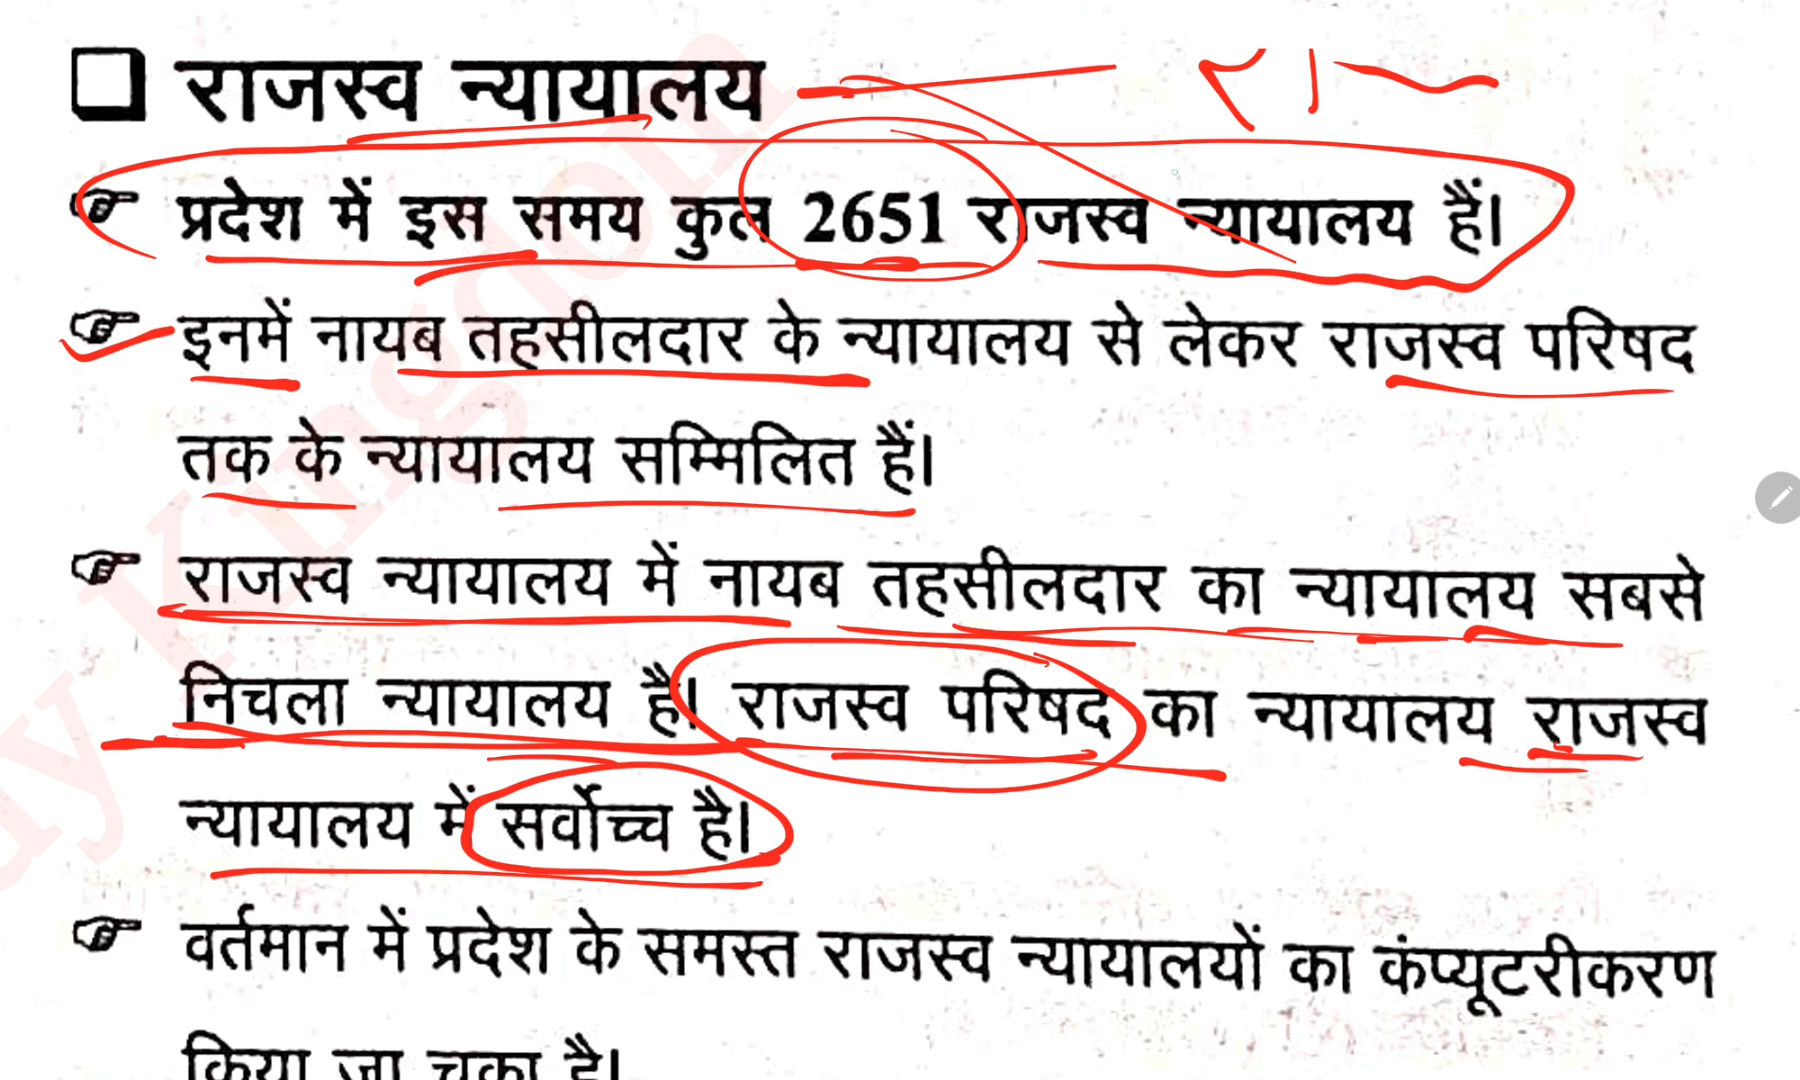 राजस्व न्यायालय
प्रदेश में इस समय कुल 2651 राजस्व न्यायालय हैं।
इनमें नायब तहसीलदार के न्यायालय से लेकर राजस्व परिषद
तक के न्यायालय सम्मिलित हैं।
राजस्व न्यायालय में नायब तहसीलदार का न्यायालय सबसे
निचला न्यायालय है। राजस्व परिषद का न्यायालय राजस्व
न्यायालय में सर्वोच्च है।
वर्तमान में प्रदेश के समस्त राजस्व न्यायालयों का कंप्यूटरीकरण
किया जा चुका है।